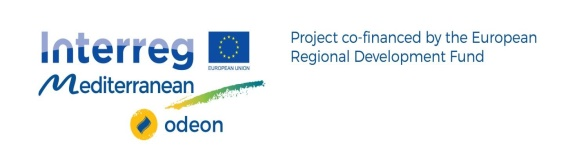 Interreg
EUROPEAN UNION
Mediterranean
odeon
Project co-financed by the European
Regional Development Fund